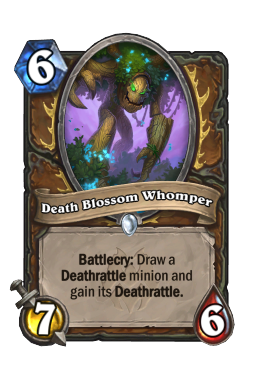 6
Death Blossom Whomper
Battlecry: Draw a
Deathrattle minion and
gain its Deathrattle.
7
6